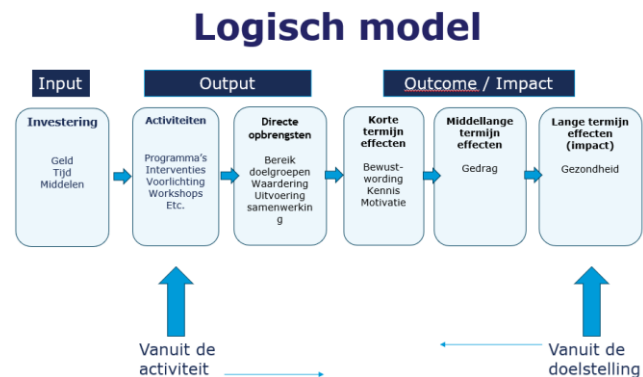 Logisch model
Input
Output
Outcome / Impact
Investering
Geld
Tijd
Middelen
Activiteiten
Programma's
Interventies
Voorlichting
Workshops
Etc.
Directe
opbrengsten
Bereik
doelgroepen
Waardering
Uitvoering
samenwerkin
g
Korte
termijn
effecten
Bewust-
wording
Kennis
Motivatie
Middellange
termijn
effecten
Gedrag
Lange termijn
effecten
(impact)
Gezondheid
Vanuit de
activiteit
Vanuit de
doelstelling